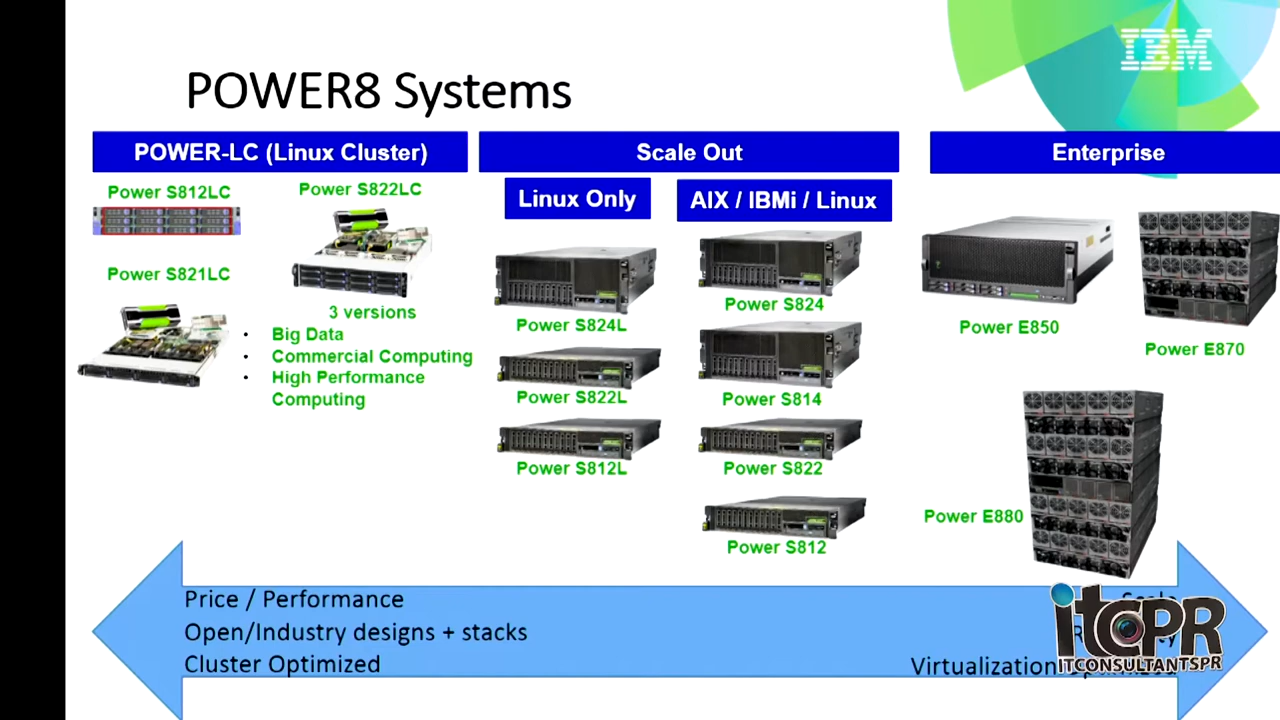 IBM
POWER8 Systems
POWER-LC (Linux Cluster)
Scale Out
Enterprise
Linux Only
AIX / IBMi / Linux
Power S812LC
Power S822LC
Power S821LC
3 versions
• Big Data
• Commercial Computing
• High Performance
Computing
Power S824L
Power S822L
Power S812L
Power S824
Power S814
Power S822
Power S812
Power E850
Power E870
Power E880
Price / Performance
Open/Industry designs + stacks
Cluster Optimized
Scale
Virtualization Optimized
itcPR
ITCONSULTANTSPR